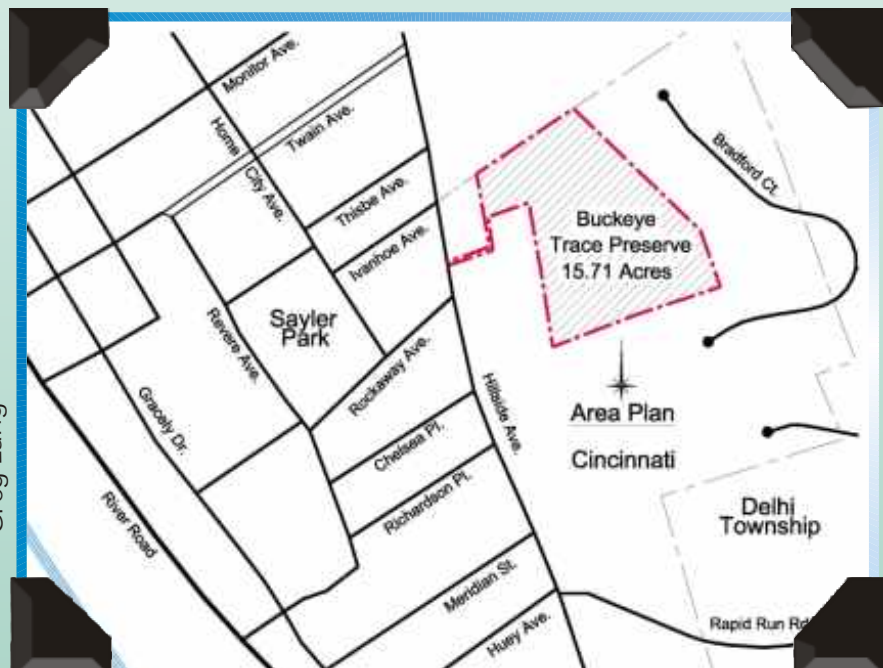 Monitor Ave.
Home
City Ave.
Twain Ave.
Thisbe Ave.
Ivanhoe Ave.
Bradford Ct.
Buckeye
Trace Preserve
15.71 Acres
Sayler
Park
Revere Ave.
Rockaway Ave.
Hillside Ave.
Gracely Dr.
Chelsea Pl.
Richardson Pl.
River Road
Area Plan
Cincinnati
Delhi
Township
Meridian St.
Huey Ave.
Rapid Run Rd